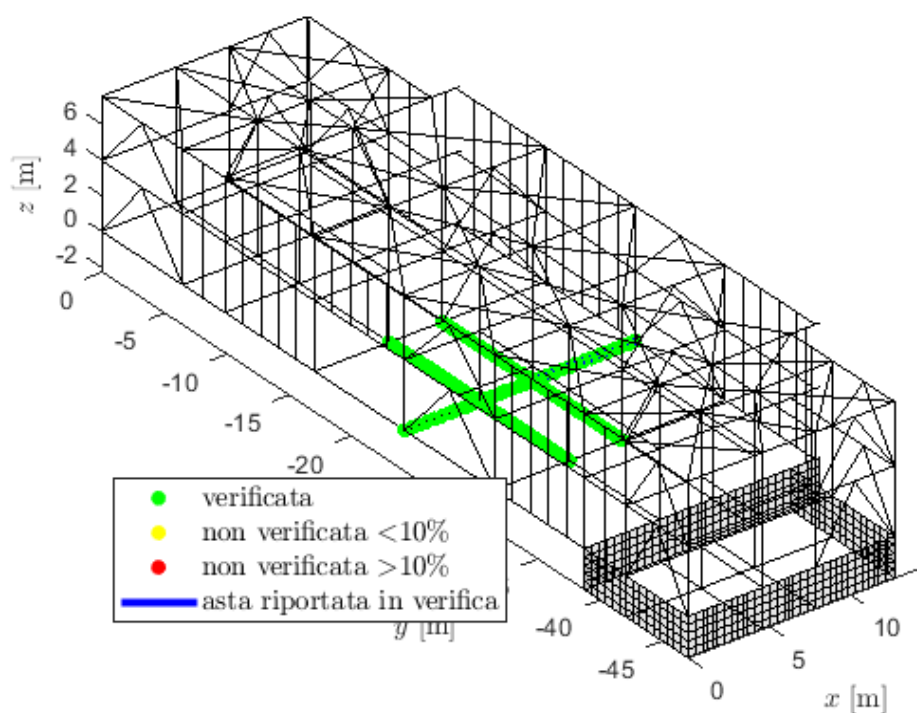 6
4
2
0
-2
z [m]
0
-5
-10
-15
-20
verificata
non verificata <10%
non verificata >10%
asta riportata in verifica
y [m]
-40
-45
0
5
10
x [m]